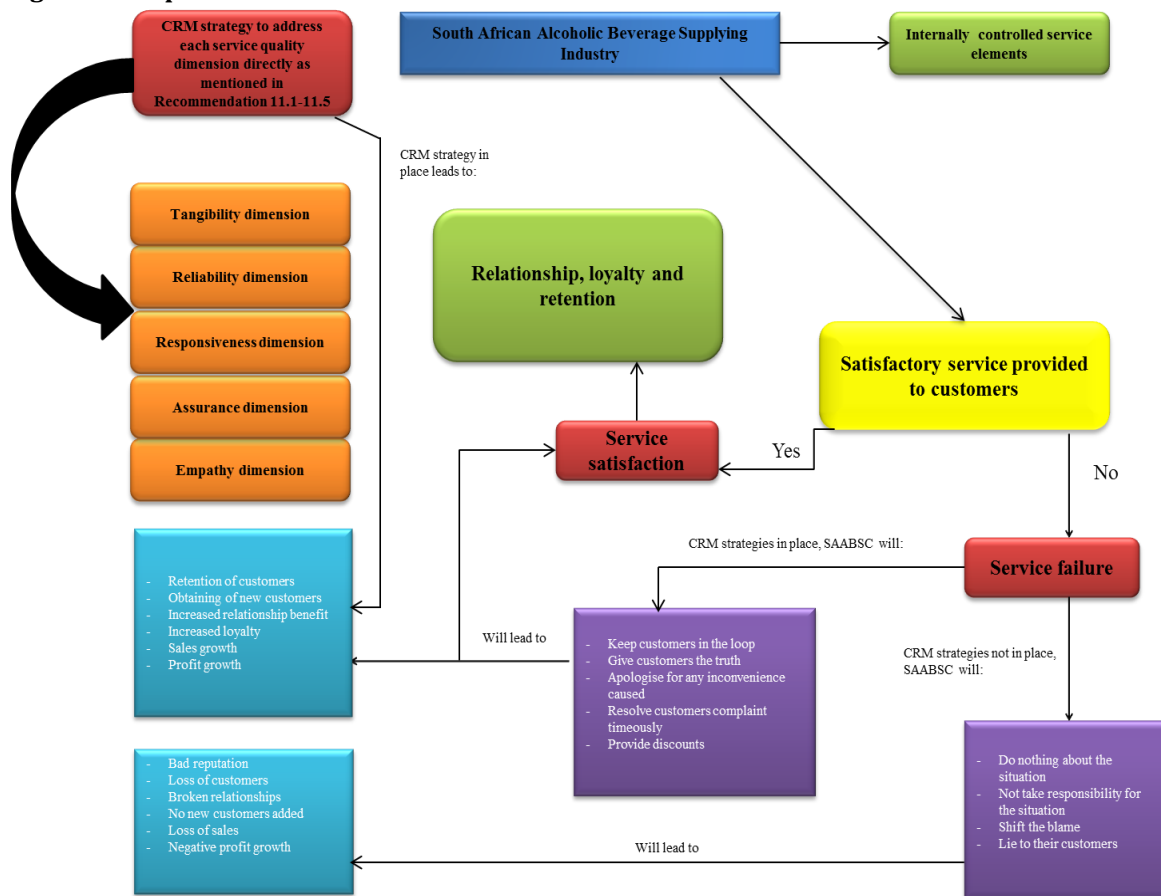 CRM strategy to address
each service quality
dimension directly as
mentioned in
Recommendation 11.1-11.5
South African Alcoholic Beverage Supplying
Industry
Internally controlled service
elements
CRM strategy in
place leads to:
Tangibility dimension
Reliability dimension
Responsiveness dimension
Assurance dimension
Empathy dimension
Relationship, loyalty and
retention
Satisfactory service provided
to customers
Service
satisfaction
Yes
No
CRM strategies in place, SAABSC will:
Service failure
- Retention of customers
- Obtaining of new customers
- Increased relationship benefit
- Increased loyalty
- Sales growth
- Profit growth
Will lead to
- Keep customers in the loop
- Give customers the truth
- Apologise for any inconvenience
caused
- Resolve customers complaint
timeously
- Provide discounts
CRM strategies not in place,
SAABSC will:
- Do nothing about the
situation
- Not take responsibility for
the situation
- Shift the blame
- Lie to their customers
- Bad reputation
- Loss of customers
- Broken relationships
- No new customers added
- Loss of sales
- Negative profit growth
Will lead to